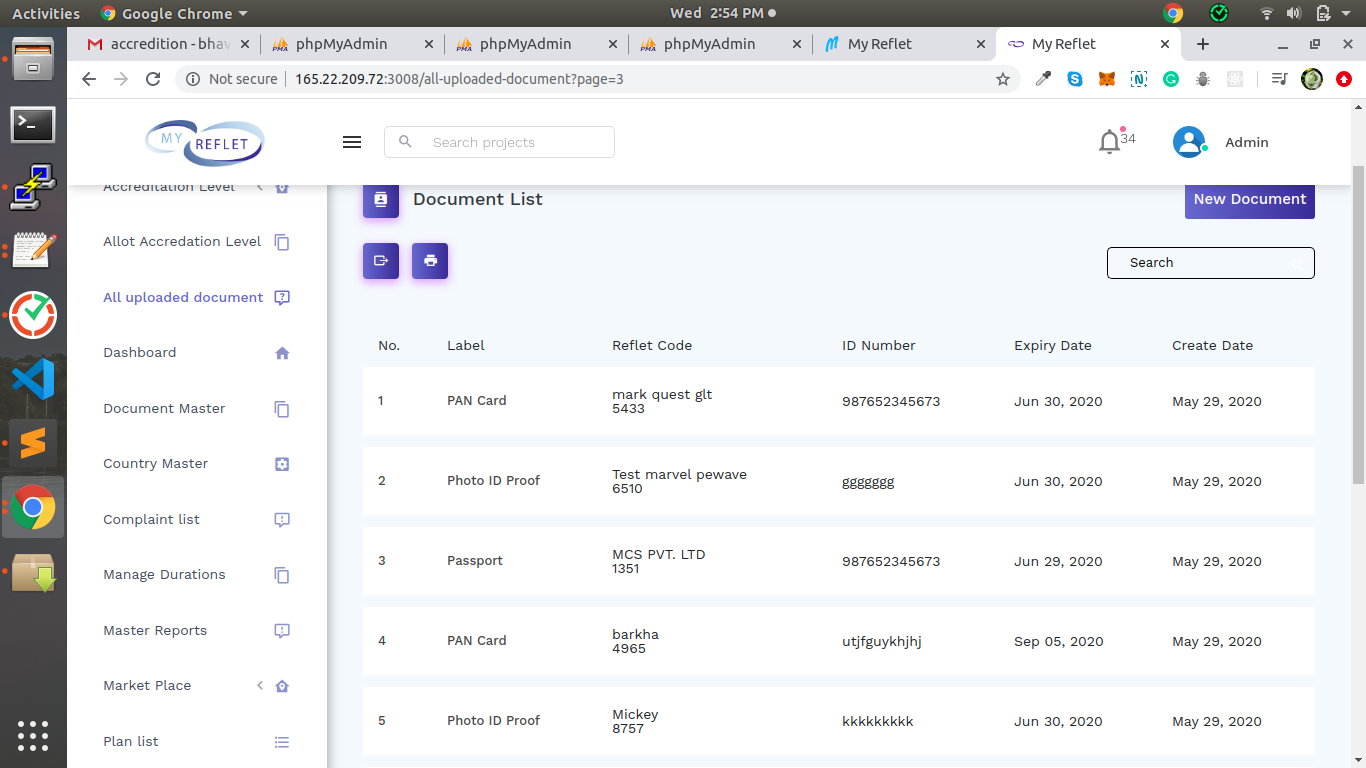 Activities
Google Chrome
Wed 2:54 PM
accredition - bhav
phpMyAdmin
phpMyAdmin
phpMyAdmin
My Reflet
My Reflet
Not secure
165.22.209.72:3008/all-uploaded-document?page=3
MY REFLET
Search projects
34
Admin
Accreditation Level
Allot Accredation Level
All uploaded document
Dashboard
Document Master
Country Master
Complaint list
Manage Durations
Master Reports
Market Place
Plan list
Document List
New Document
Search
No. Label Reflet Code ID Number Expiry Date Create Date
1 PAN Card mark quest glt 987652345673 Jun 30, 2020 May 29, 2020
5433
2 Photo ID Proof Test marvel pewave ggggggg Jun 30, 2020 May 29, 2020
6510
3 Passport MCS PVT. LTD 987652345673 Jun 29, 2020 May 29, 2020
1351
4 PAN Card barkha utjfguykhjhj Sep 05, 2020 May 29, 2020
4965
5 Photo ID Proof Mickey kkkkkkkkk Jun 30, 2020 May 29, 2020
8757